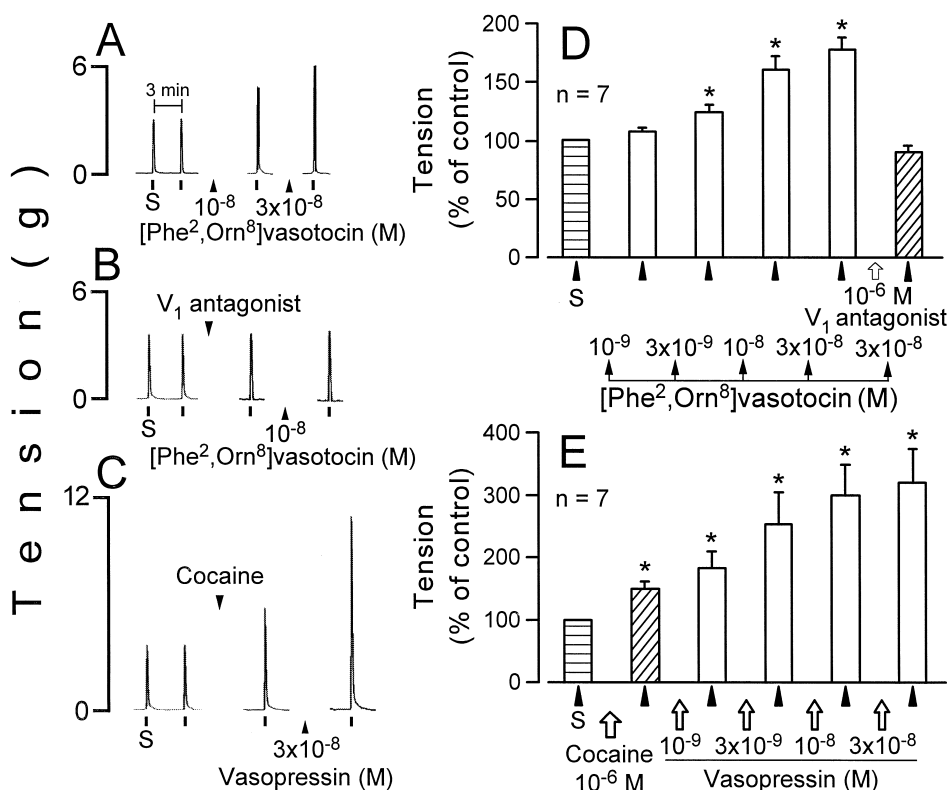 Tension (g)
A
6
0
3 min
S
10-8
3x10-8
[Phe2,Orn8]vasotocin (M)
B
6
0
V1 antagonist
S
10-8
[Phe2,Orn8]vasotocin (M)
C
12
0
Cocaine
S
3x10-8
Vasopressin (M)
D
n = 7
Tension
(% of control)
200
150
100
50
0
*
*
*
S
10-6 M
V1 antagonist
10-9 3x10-9 10-8 3x10-8 3x10-8
[Phe2,Orn8]vasotocin (M)
E
n = 7
Tension
(% of control)
400
300
200
100
0
*
*
*
*
*
S
Cocaine
10-6 M
10-9 3x10-9 10-8 3x10-8
Vasopressin (M)